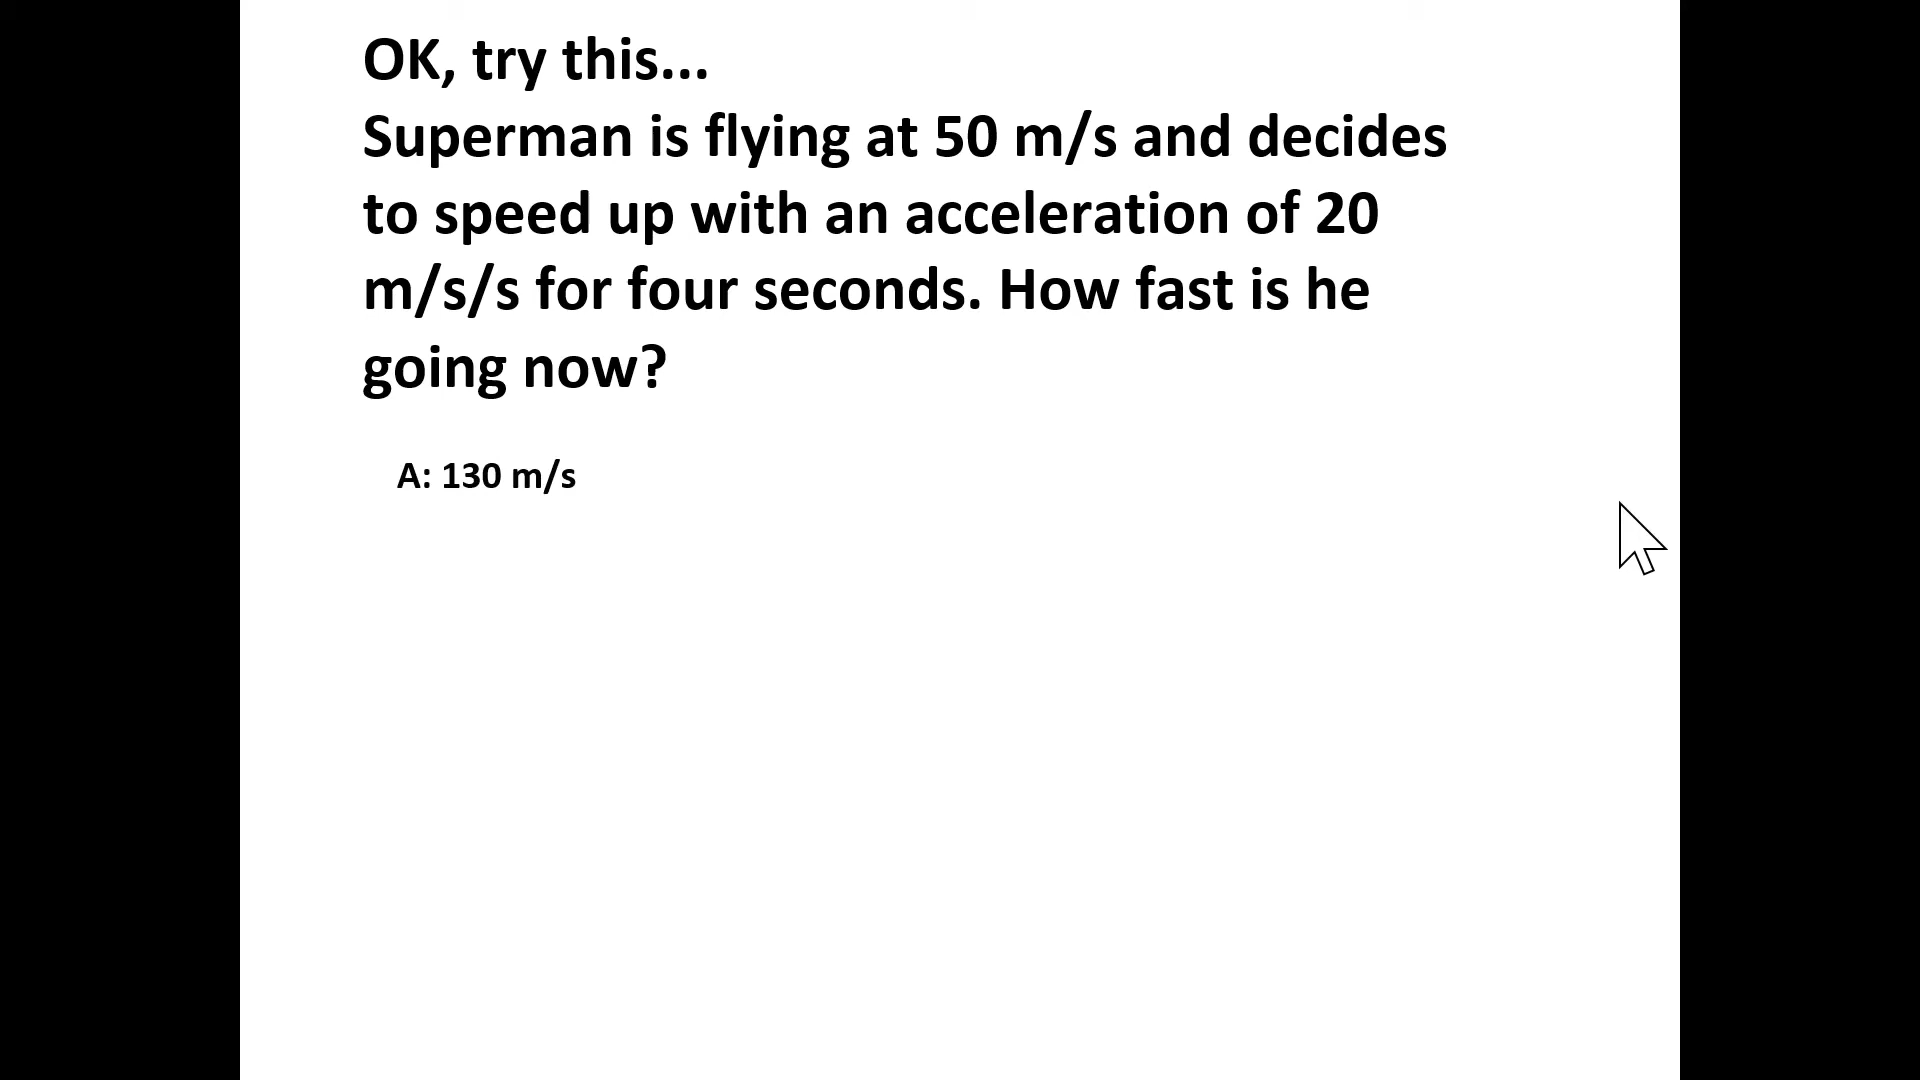 OK, try this...
Superman is flying at 50 m/s and decides
to speed up with an acceleration of 20
m/s/s for four seconds. How fast is he
going now?
A: 130 m/s